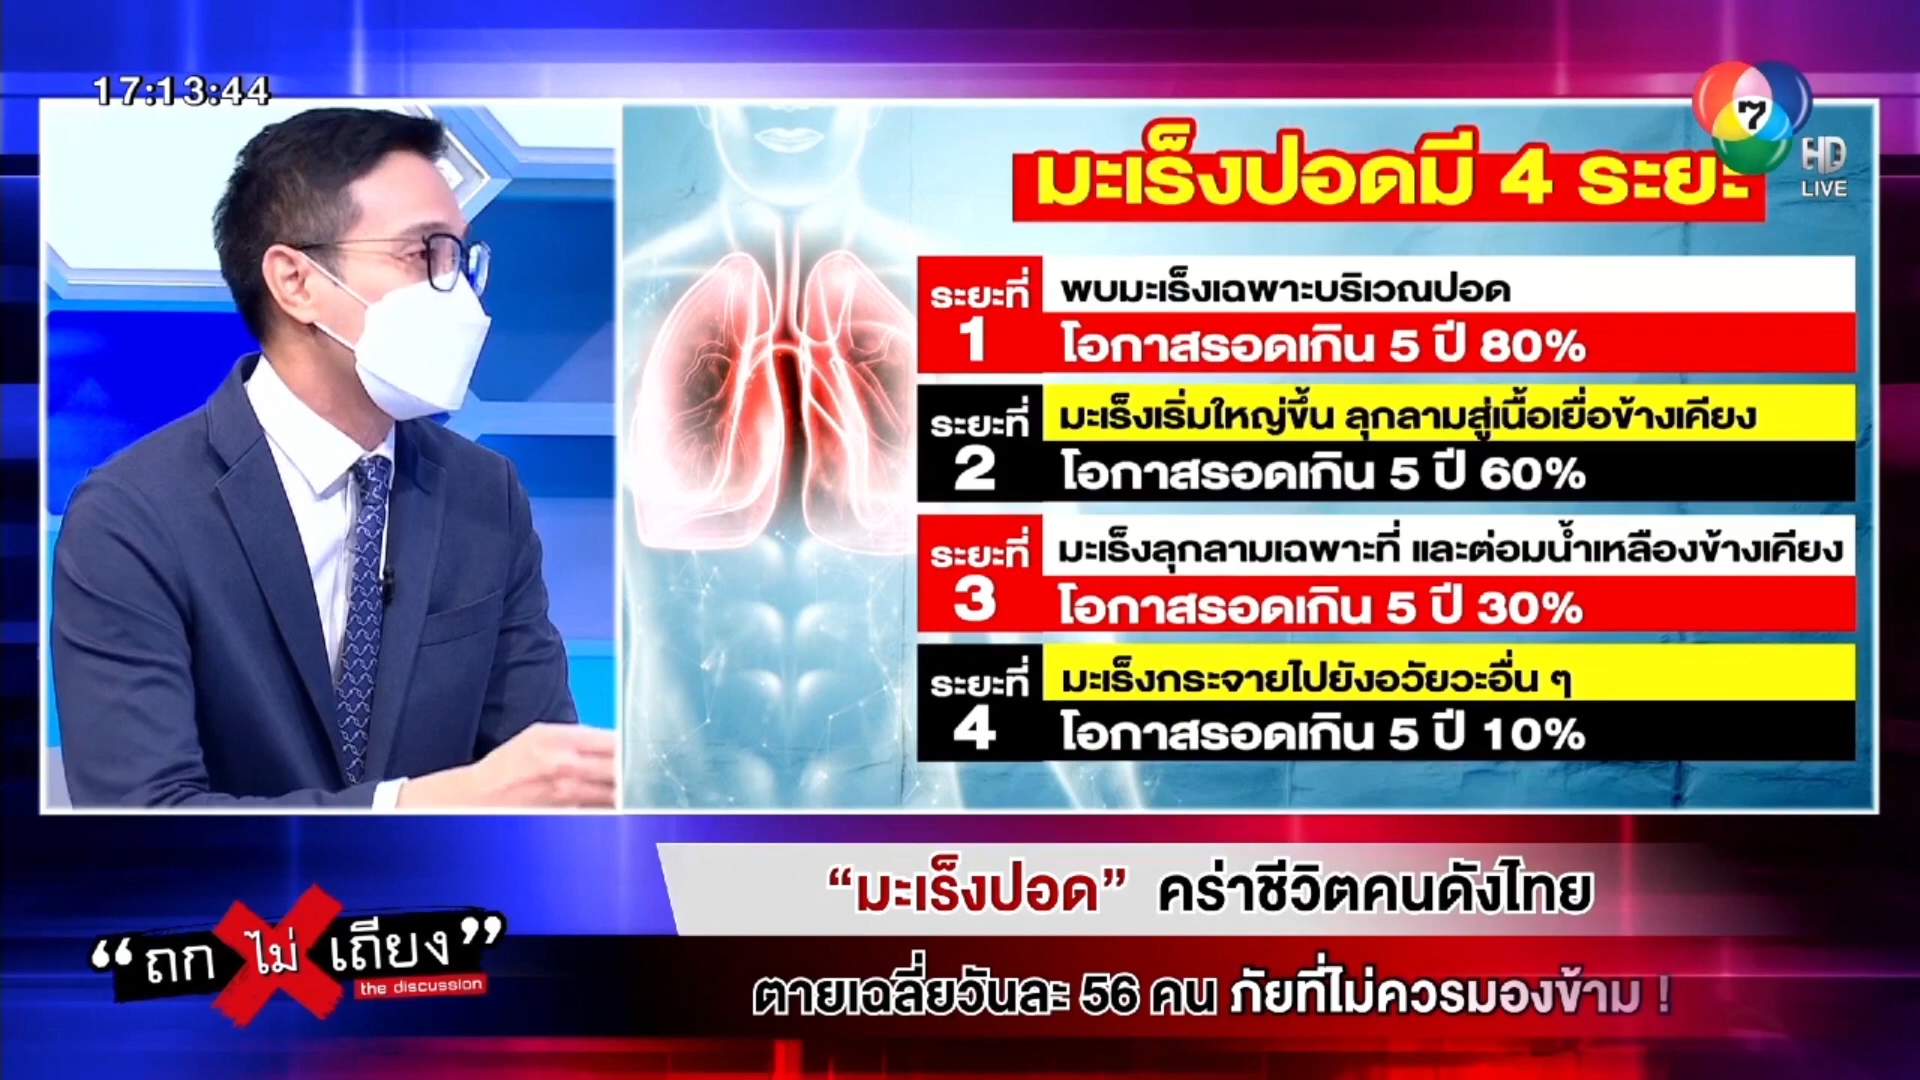 17:13:44
7
HD
LIVE
มะเร็งปอดมี 4 ระยะ
ระยะที่ 1
พบมะเร็งเฉพาะบริเวณปอด
โอกาสรอดเกิน 5 ปี 80%
ระยะที่ 2
มะเร็งเริ่มใหญ่ขึ้น ลุกลามสู่เนื้อเยื่อข้างเคียง
โอกาสรอดเกิน 5 ปี 60%
ระยะที่ 3
มะเร็งลุกลามเฉพาะที่ และต่อมน้ำเหลืองข้างเคียง
โอกาสรอดเกิน 5 ปี 30%
ระยะที่ 4
มะเร็งกระจายไปยังอวัยวะอื่น ๆ
โอกาสรอดเกิน 5 ปี 10%
“มะเร็งปอด” คร่าชีวิตคนดังไทย
ตายเฉลี่ยวันละ 56 คน ภัยที่ไม่ควรมองข้าม !
“ถกไม่เถียง”
the discussion